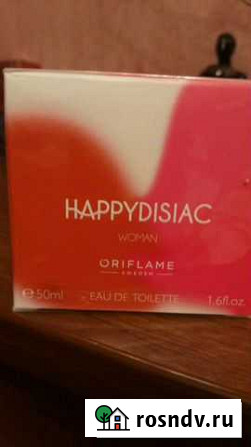 HAPPYDISIAC
WOMAN
ORIFLAME
SWEDEN
℮50ml EAU DE TOILETTE 1.6fl.oz
rosndv.ru